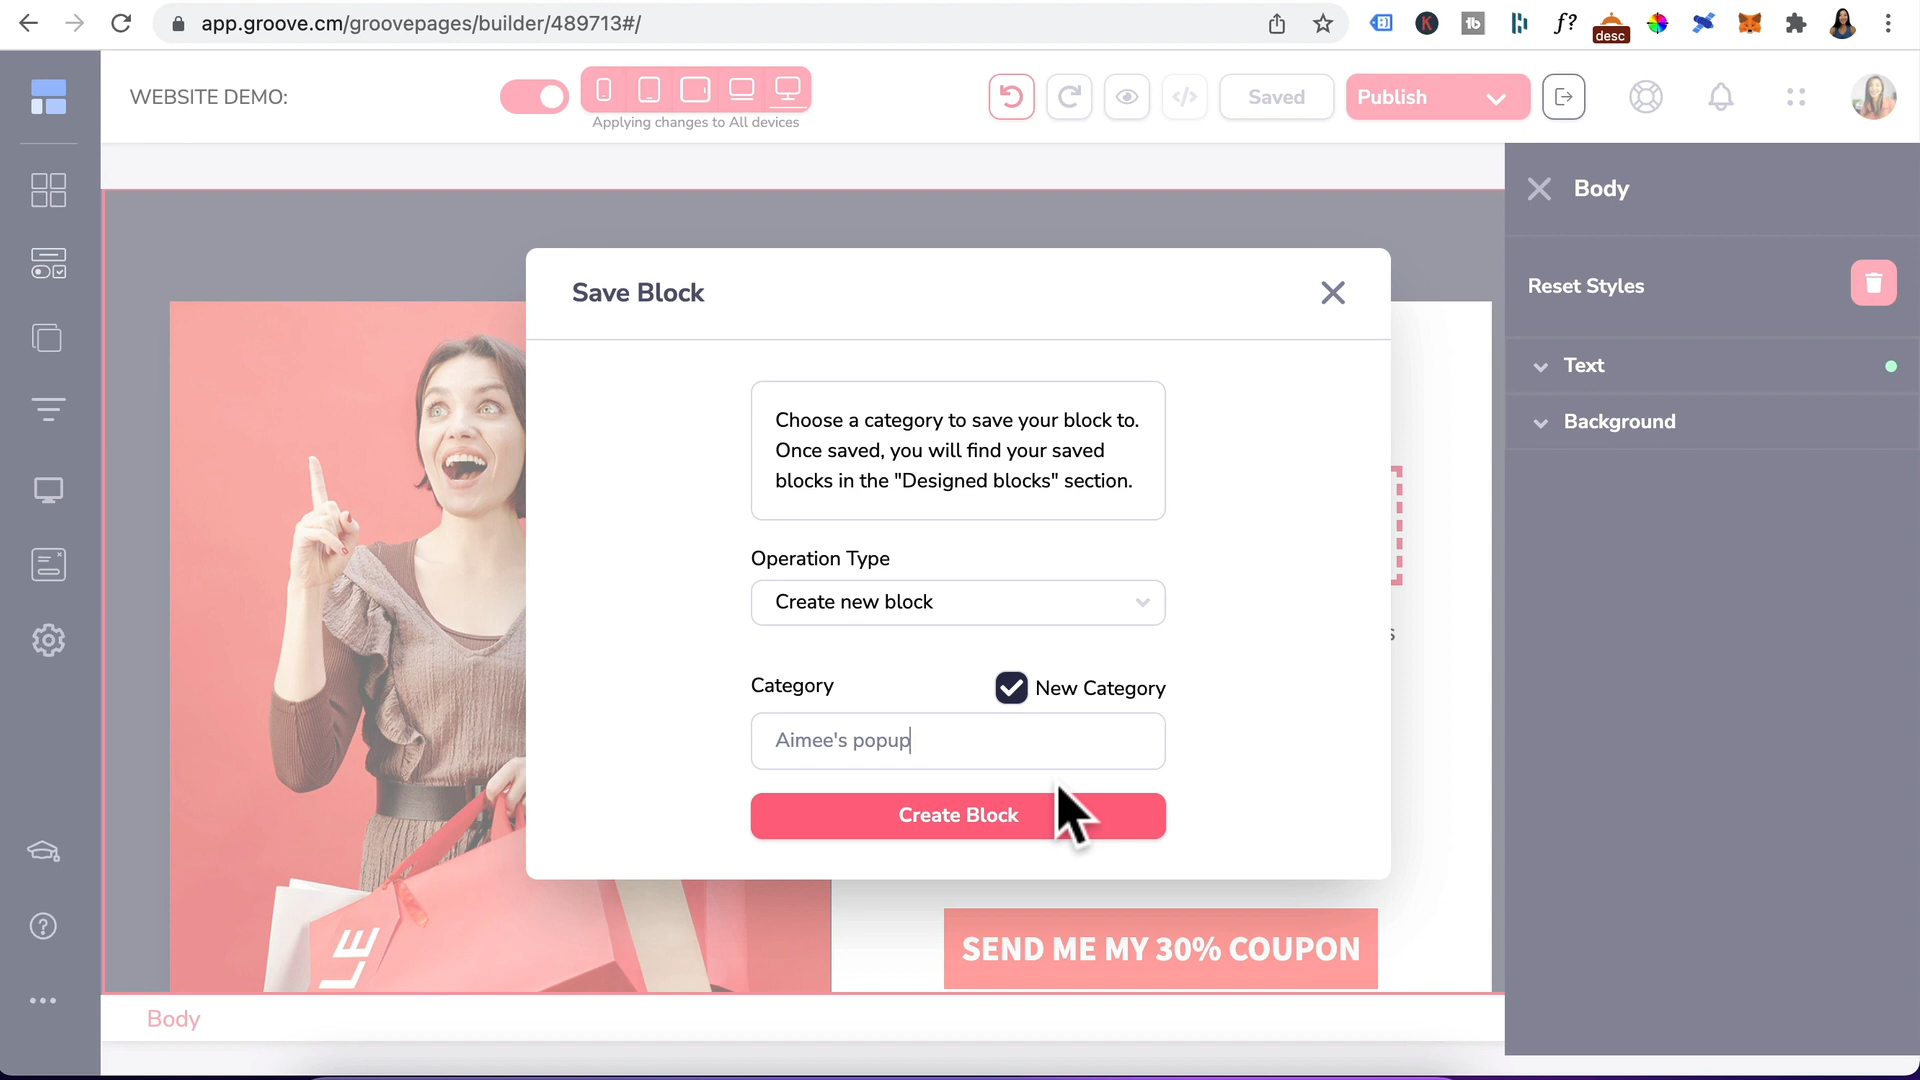 app.groove.cm/groovepages/builder/489713#/
desc
WEBSITE DEMO:
Applying changes to All devices
Saved
Publish
Body
Reset Styles
Text
Background
Save Block
Choose a category to save your block to.
Once saved, you will find your saved
blocks in the "Designed blocks" section.
Operation Type
Create new block
Category
New Category
Aimee's popup
Create Block
SEND ME MY 30% COUPON
Body